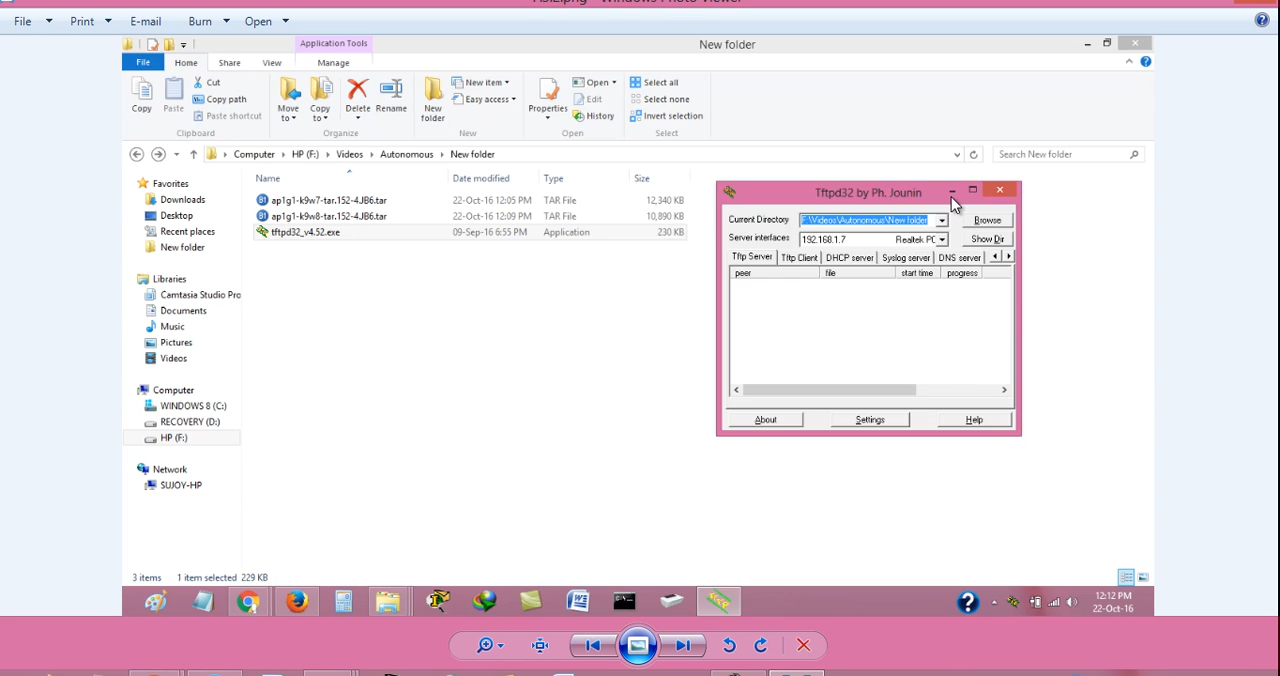 Windows Photo Viewer
File Print E-mail Burn Open
Application Tools New folder
File Home Share View Manage
Copy Paste Cut Copy path Paste shortcut
Move to Copy to Delete Rename
New folder New item Easy access
Properties Open Edit History
Select all Select none Invert selection
Clipboard Organize New Open Select
Computer HP (F:) Videos Autonomous New folder Search New folder
Favorites
Downloads
Desktop
Recent places
New folder
Libraries
Camtasia Studio Pro
Documents
Music
Pictures
Videos
Computer
WINDOWS 8 (C:)
RECOVERY (D:)
HP (F:)
Network
SUJOY-HP
Name Date modified Type Size
ap1g1-k9w7-tar.152-4.JB6.tar 22-Oct-16 12:05 PM TAR File 12,340 KB
ap1g1-k9w8-tar.152-4.JB6.tar 22-Oct-16 12:09 PM TAR File 10,890 KB
tftpd32_v4.52.exe 09-Sep-16 6:55 PM Application 230 KB
Tftpd32 by Ph. Jounin
Current Directory F:\Videos\Autonomous\New folder Browse
Server interfaces 192.168.1.7 Realtek PC Show Dir
Tftp Server Tftp Client DHCP server Syslog server DNS server
peer file start time progress
About Settings Help
3 items 1 item selected 229 KB
12:12 PM
22-Oct-16